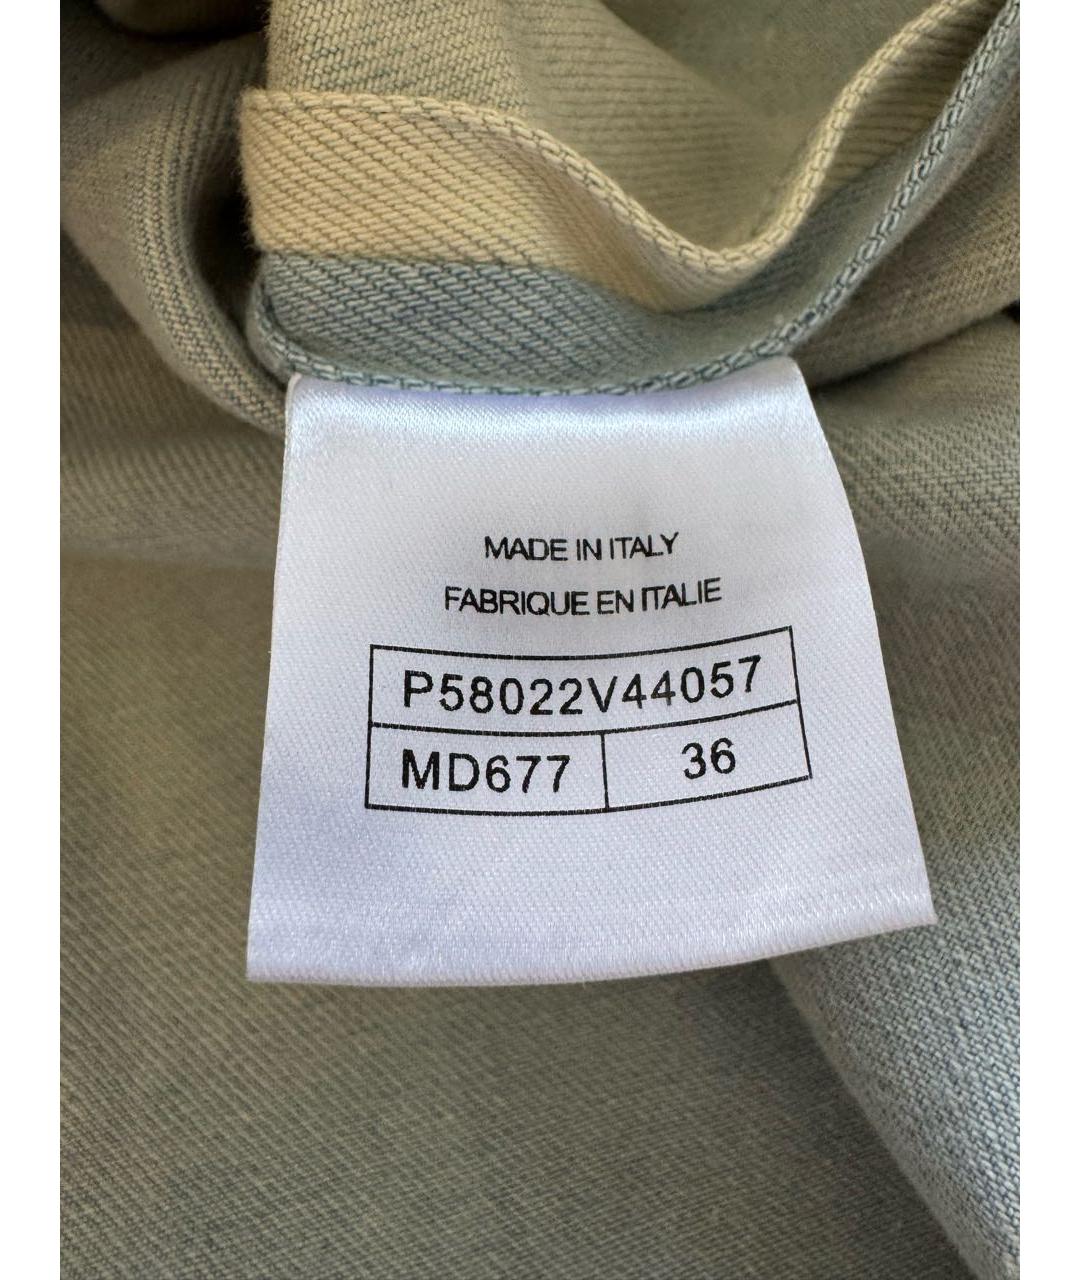 MADE IN ITALY
FABRIQUE EN ITALIE
P58022V44057
MD677 36